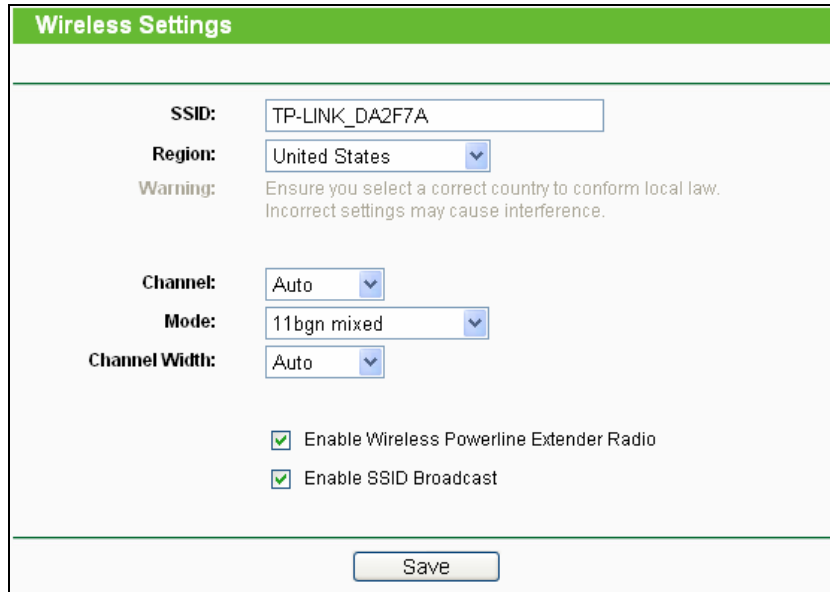 Wireless Settings
SSID: TP-LINK_DA2F7A
Region: United States
Warning: Ensure you select a correct country to conform local law.
Incorrect settings may cause interference.
Channel: Auto
Mode: 11bgn mixed
Channel Width: Auto
Enable Wireless Powerline Extender Radio
Enable SSID Broadcast
Save